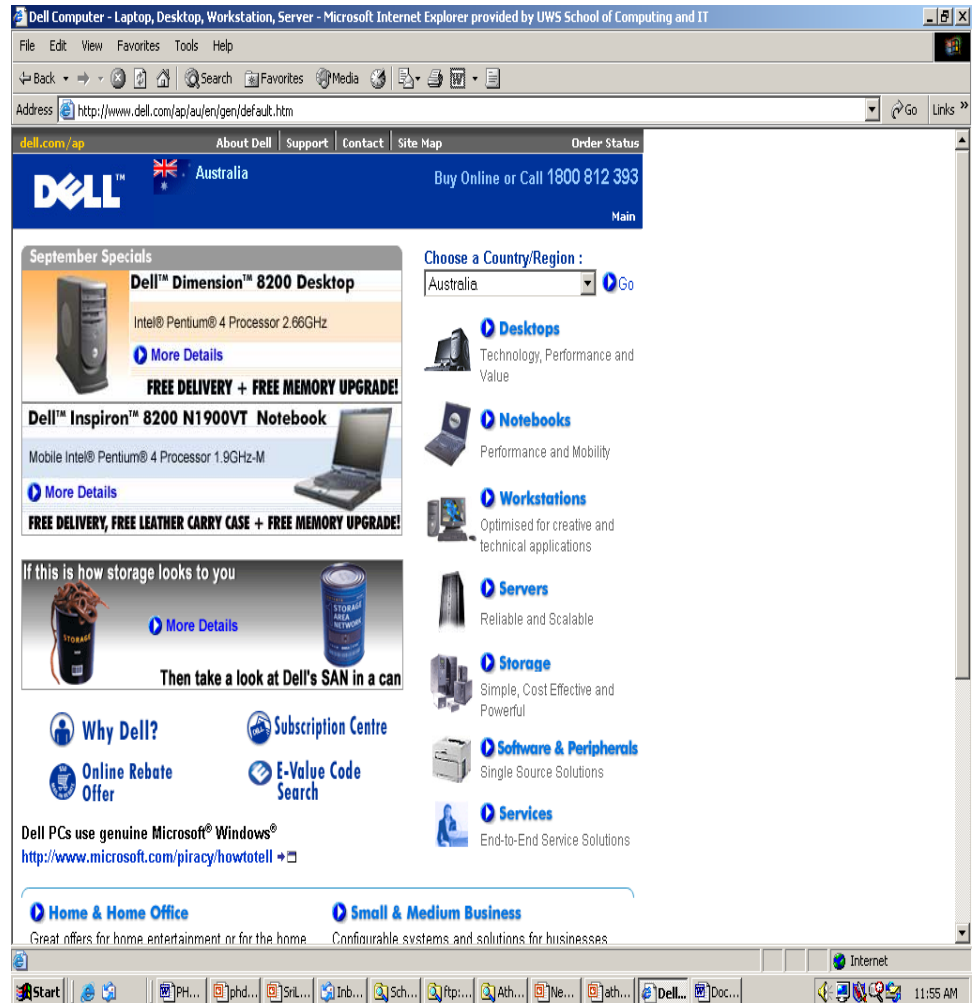 Dell Computer - Laptop, Desktop, Workstation, Server - Microsoft Internet Explorer provided by UWS School of Computing and IT
File Edit View Favorites Tools Help
Back Search Favorites Media
Address http://www.dell.com/ap/au/en/gen/default.htm Go Links »
dell.com/ap About Dell | Support | Contact | Site Map Order Status
DELL™ Australia Buy Online or Call 1800 812 393
Main
September Specials
Dell™ Dimension™ 8200 Desktop
Intel® Pentium® 4 Processor 2.66GHz
More Details
FREE DELIVERY + FREE MEMORY UPGRADE!
Dell™ Inspiron™ 8200 N1900VT Notebook
Mobile Intel® Pentium® 4 Processor 1.9GHz-M
More Details
FREE DELIVERY, FREE LEATHER CARRY CASE + FREE MEMORY UPGRADE!
If this is how storage looks to you
STORAGE
STORAGE
AREA
NETWORK
More Details
Then take a look at Dell's SAN in a can
Why Dell?
Subscription Centre
Online Rebate
Offer
E-Value Code
Search
Dell PCs use genuine Microsoft® Windows®
http://www.microsoft.com/piracy/howtotell
Choose a Country/Region :
Australia Go
Desktops
Technology, Performance and
Value
Notebooks
Performance and Mobility
Workstations
Optimised for creative and
technical applications
Servers
Reliable and Scalable
Storage
Simple, Cost Effective and
Powerful
Software & Peripherals
Single Source Solutions
Services
End-to-End Service Solutions
Home & Home Office
Great offers for home entertainment or for the home
Small & Medium Business
Configurable systems and solutions for businesses
Internet
Start PH... phd... SriL... Inb... Sch... ftp:... Ath... Ne... ath... Dell... Doc... 11:55 AM